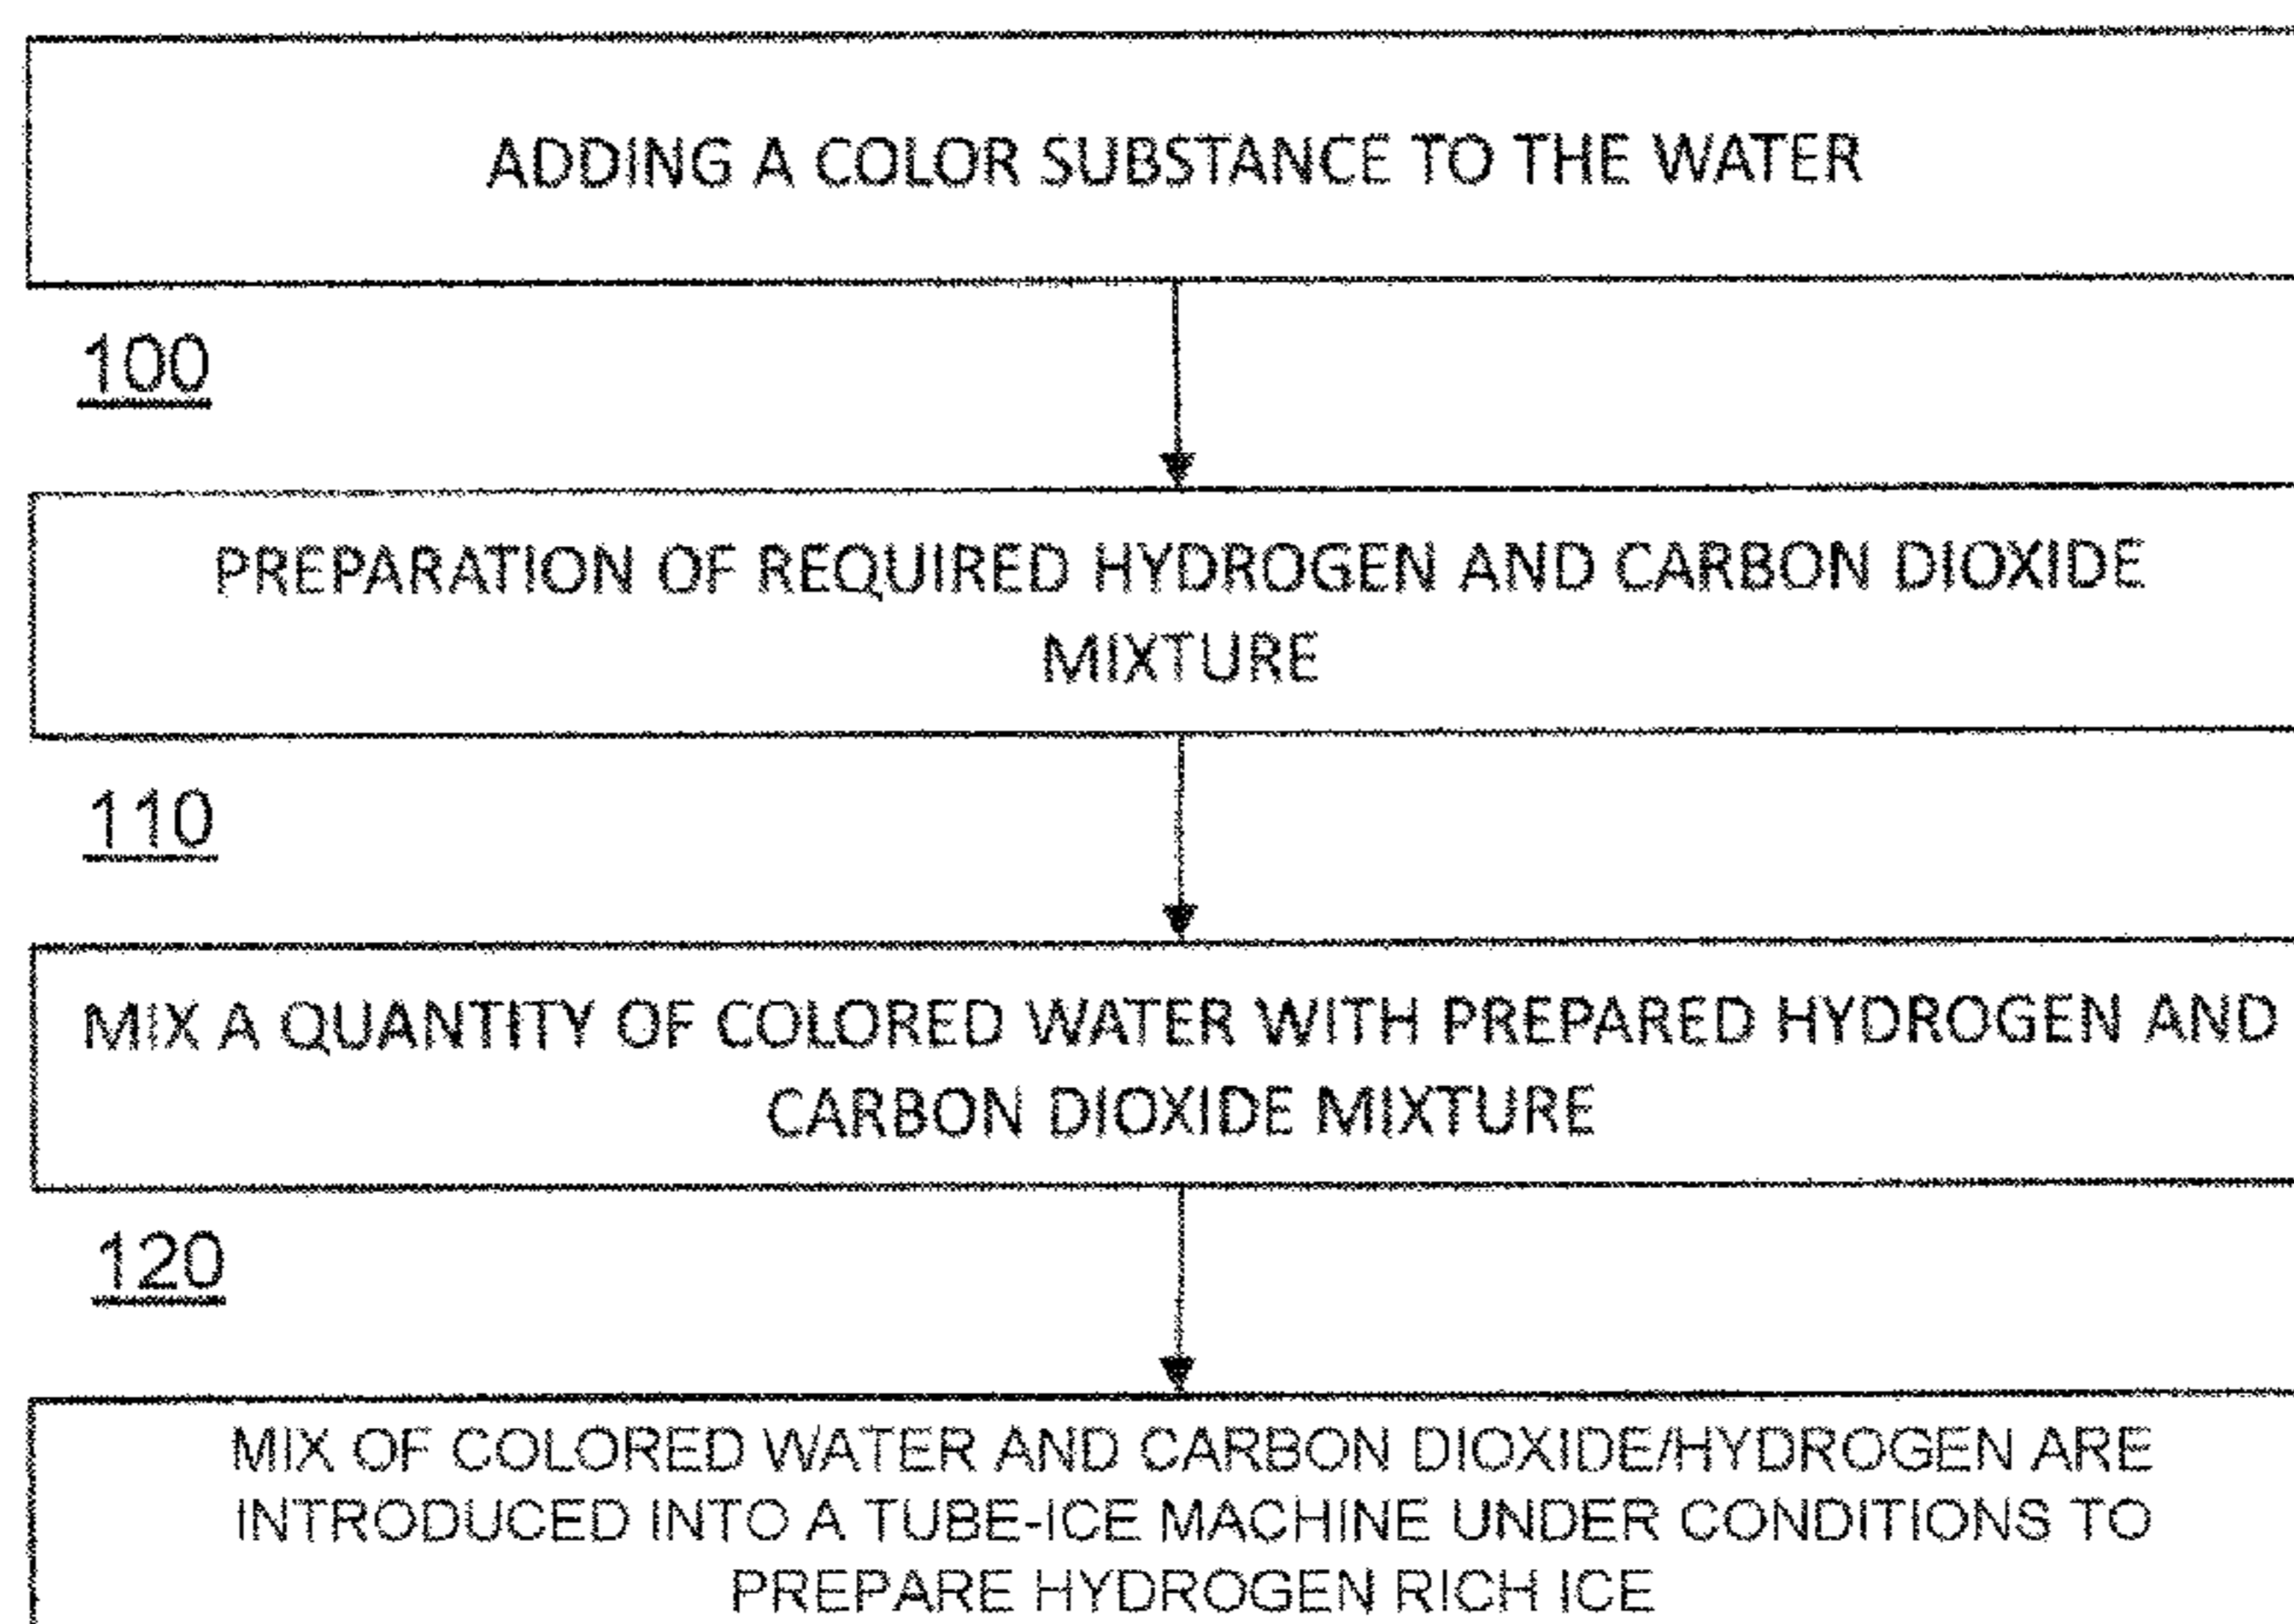 ADDING A COLOR SUBSTANCE TO THE WATER
100
PREPARATION OF REQUIRED HYDROGEN AND CARBON DIOXIDE
MIXTURE
110
MIX A QUANTITY OF COLORED WATER WITH PREPARED HYDROGEN AND
CARBON DIOXIDE MIXTURE
120
MIX OF COLORED WATER AND CARBON DIOXIDE/HYDROGEN ARE
INTRODUCED INTO A TUBE-ICE MACHINE UNDER CONDITIONS TO
PREPARE HYDROGEN RICH ICE